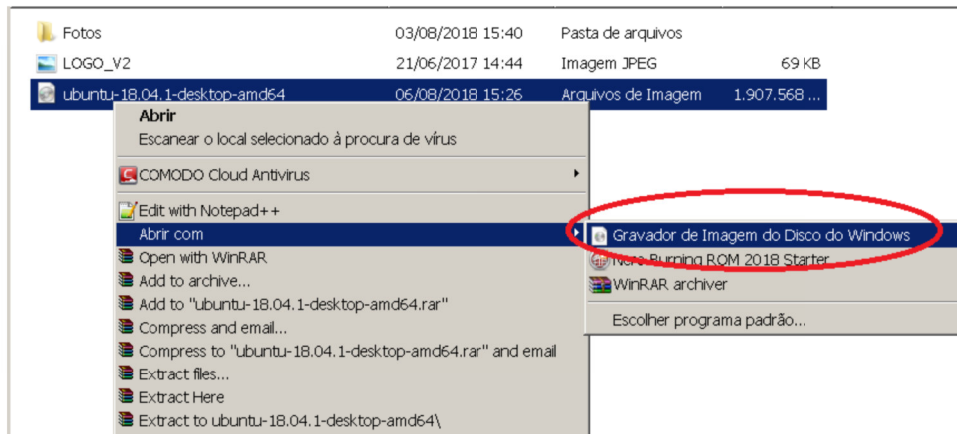 Fotos 03/08/2018 15:40 Pasta de arquivos
LOGO_V2 21/06/2017 14:44 Imagem JPEG 69 KB
ubuntu-18.04.1-desktop-amd64 06/08/2018 15:26 Arquivos de Imagem 1.907.568 ...
Abrir
Escanear o local selecionado à procura de vírus
COMODO Cloud Antivirus
Edit with Notepad++
Abrir com
Gravador de Imagem do Disco do Windows
Open with WinRAR
Nero Burning ROM 2018 Starter
Add to archive...
WinRAR archiver
Add to "ubuntu-18.04.1-desktop-amd64.rar"
Escolher programa padrão...
Compress and email...
Compress to "ubuntu-18.04.1-desktop-amd64.rar" and email
Extract files...
Extract Here
Extract to ubuntu-18.04.1-desktop-amd64\